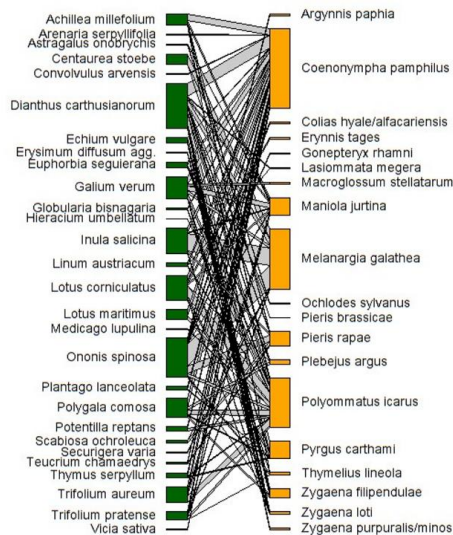 Achillea millefolium
Arenaria serpyllifolia
Astragalus onobrychis
Centaurea stoebe
Convolvulus arvensis
Dianthus carthusianorum
Echium vulgare
Erysimum diffusum agg.
Euphorbia seguierana
Galium verum
Globularia bisnagaria
Hieracium umbellatum
Inula salicina
Linum austriacum
Lotus corniculatus
Lotus maritimus
Medicago lupulina
Ononis spinosa
Plantago lanceolata
Polygala comosa
Potentilla reptans
Scabiosa ochroleuca
Securigera varia
Teucrium chamaedrys
Thymus serpyllum
Trifolium aureum
Trifolium pratense
Vicia sativa
Argynnis paphia
Coenonympha pamphilus
Colias hyale/alfacariensis
Erynnis tages
Gonepteryx rhamni
Lasiommata megera
Macroglossum stellatarum
Maniola jurtina
Melanargia galathea
Ochlodes sylvanus
Pieris brassicae
Pieris rapae
Plebejus argus
Polyommatus icarus
Pyrgus carthami
Thymelius lineola
Zygaena filipendulae
Zygaena loti
Zygaena purpuralis/minos